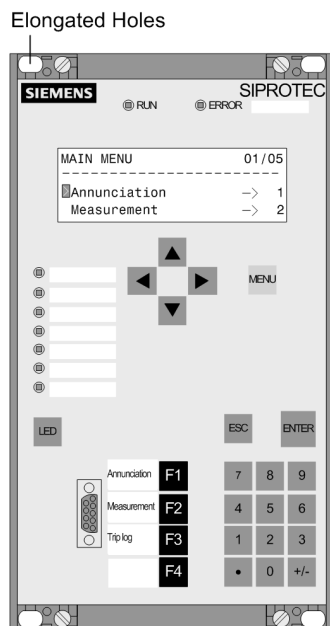 Elongated Holes
SIEMENS
SIPROTEC
RUN
ERROR
MAIN MENU 01/05
Annunciation —> 1
Measurement —> 2
MENU
LED
ESC
ENTER
Annunciation F1
7 8 9
Measurement F2
4 5 6
Trip log F3
1 2 3
F4
• 0 +/-